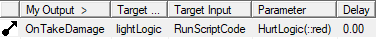 My Output > Target ... Target Input Parameter Delay
OnTakeDamage lightLogic RunScriptCode HurtLogic(::red) 0.00